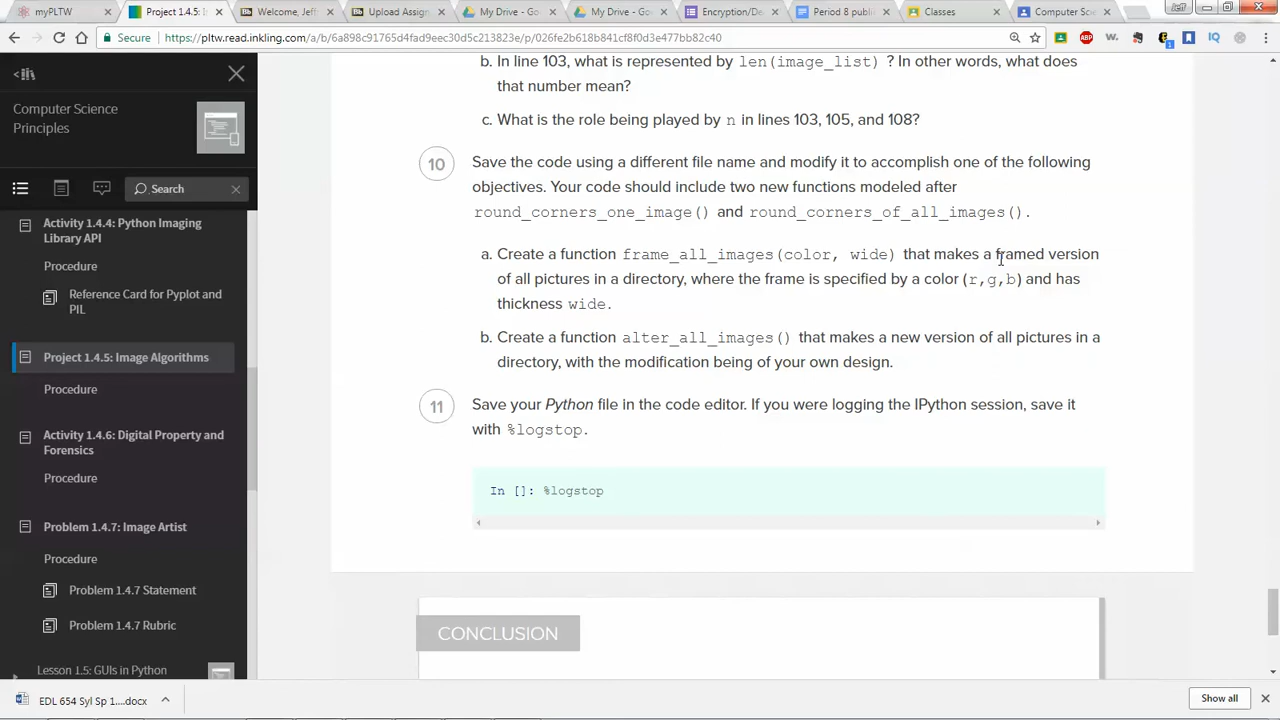 myPLTW
Project 1.4.5: I
Welcome, Jeff
Upload Assign
My Drive - Go
My Drive - Go
Encryption/De
Period 8 publi
Classes
Computer Scie
Secure
https://pltw.read.inkling.com/a/b/6a898c91765d4fad9eec30d5c213823e/p/026fe2b618b841cf8f0f3d3e477bb82c40
Computer Science
Principles
Search
Activity 1.4.4: Python Imaging
Library API
Procedure
Reference Card for Pyplot and
PIL
Project 1.4.5: Image Algorithms
Procedure
Activity 1.4.6: Digital Property and
Forensics
Procedure
Problem 1.4.7: Image Artist
Procedure
Problem 1.4.7 Statement
Problem 1.4.7 Rubric
Lesson 1.5: GUIs in Python
b. In line 103, what is represented by len(image_list) ? In other words, what does
that number mean?
c. What is the role being played by n in lines 103, 105, and 108?
10
Save the code using a different file name and modify it to accomplish one of the following
objectives. Your code should include two new functions modeled after
round_corners_one_image() and round_corners_of_all_images().
a. Create a function frame_all_images(color, wide) that makes a framed version
of all pictures in a directory, where the frame is specified by a color (r,g,b) and has
thickness wide.
b. Create a function alter_all_images() that makes a new version of all pictures in a
directory, with the modification being of your own design.
11
Save your Python file in the code editor. If you were logging the IPython session, save it
with %logstop.
In []: %logstop
CONCLUSION
EDL 654 Syl Sp 1....docx
Show all